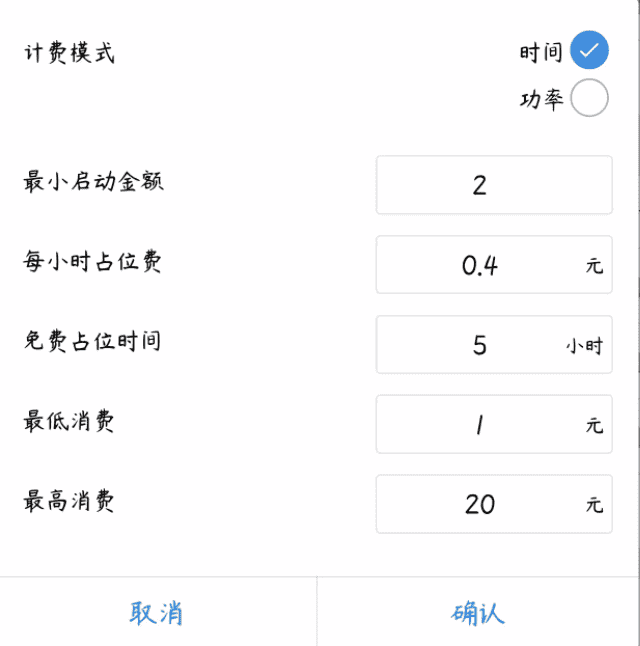 计费模式 时间
功率
最小启动金额 2
每小时占位费 0.4 元
免费占位时间 5 小时
最低消费 1 元
最高消费 20 元
取消 确认